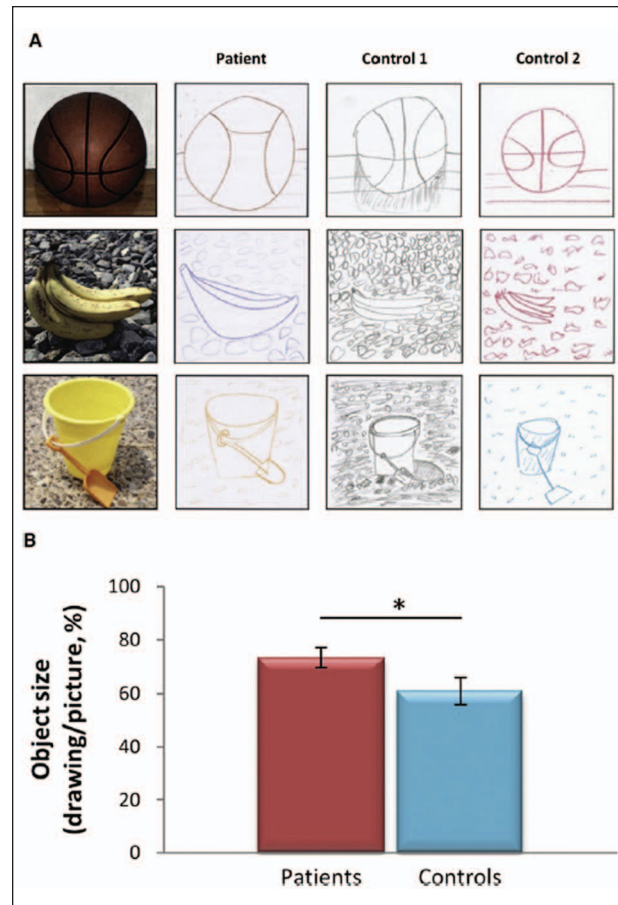 A
Patient Control 1 Control 2
B
Object size
(drawing/picture, %)
100
80
60
40
20
0
*
Patients Controls